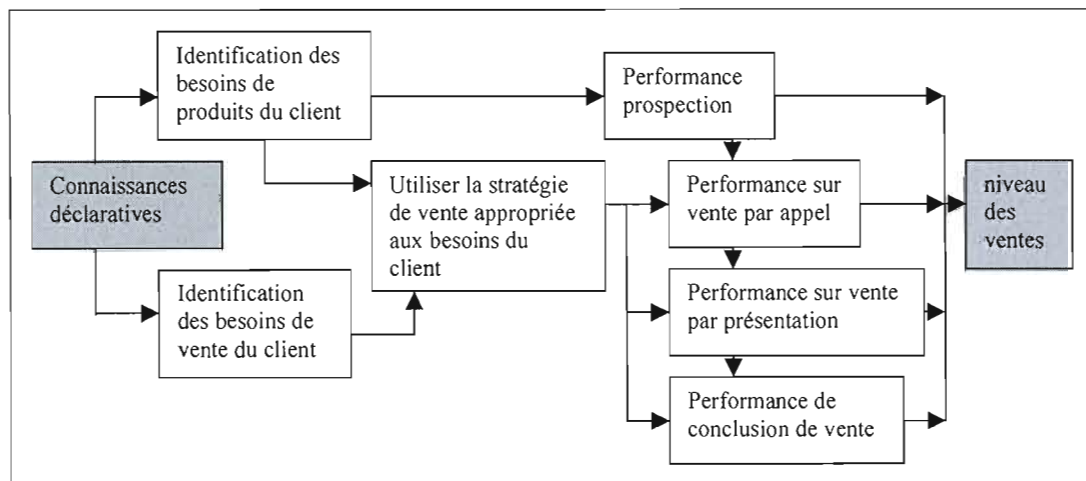 Identification des
besoins de
produits du client
Performance
prospection
Connaissances
déclaratives
Utiliser la stratégie
de vente appropriée
aux besoins du
client
Performance sur
vente par appel
niveau
des
ventes
Identification
des besoins de
vente du client
Performance sur vente
par présentation
Performance de
conclusion de vente